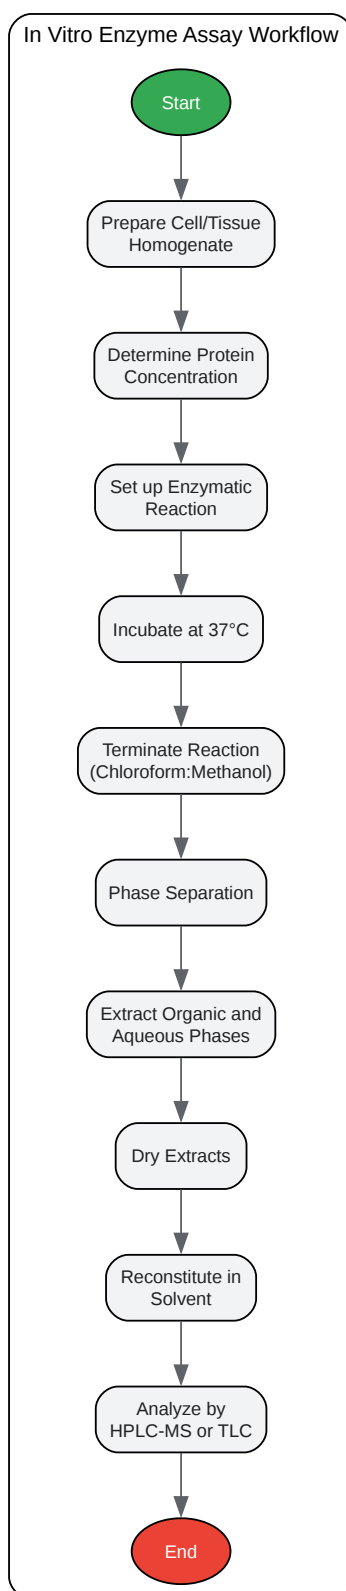 In Vitro Enzyme Assay Workflow
Start
Prepare Cell/Tissue
Homogenate
Determine Protein
Concentration
Set up Enzymatic
Reaction
Incubate at 37°C
Terminate Reaction
(Chloroform:Methanol)
Phase Separation
Extract Organic and
Aqueous Phases
Dry Extracts
Reconstitute in
Solvent
Analyze by
HPLC-MS or TLC
End